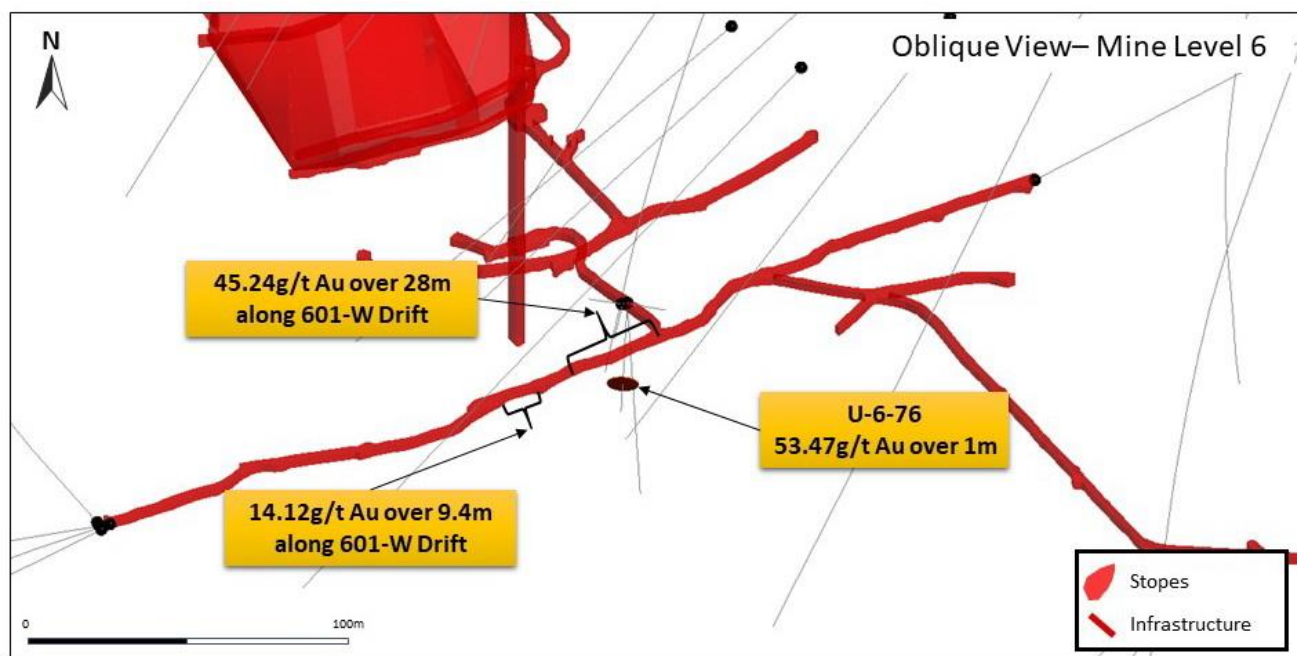 N
Oblique View– Mine Level 6
45.24g/t Au over 28m
along 601-W Drift
U-6-76
53.47g/t Au over 1m
14.12g/t Au over 9.4m
along 601-W Drift
0
100m
Stopes
Infrastructure